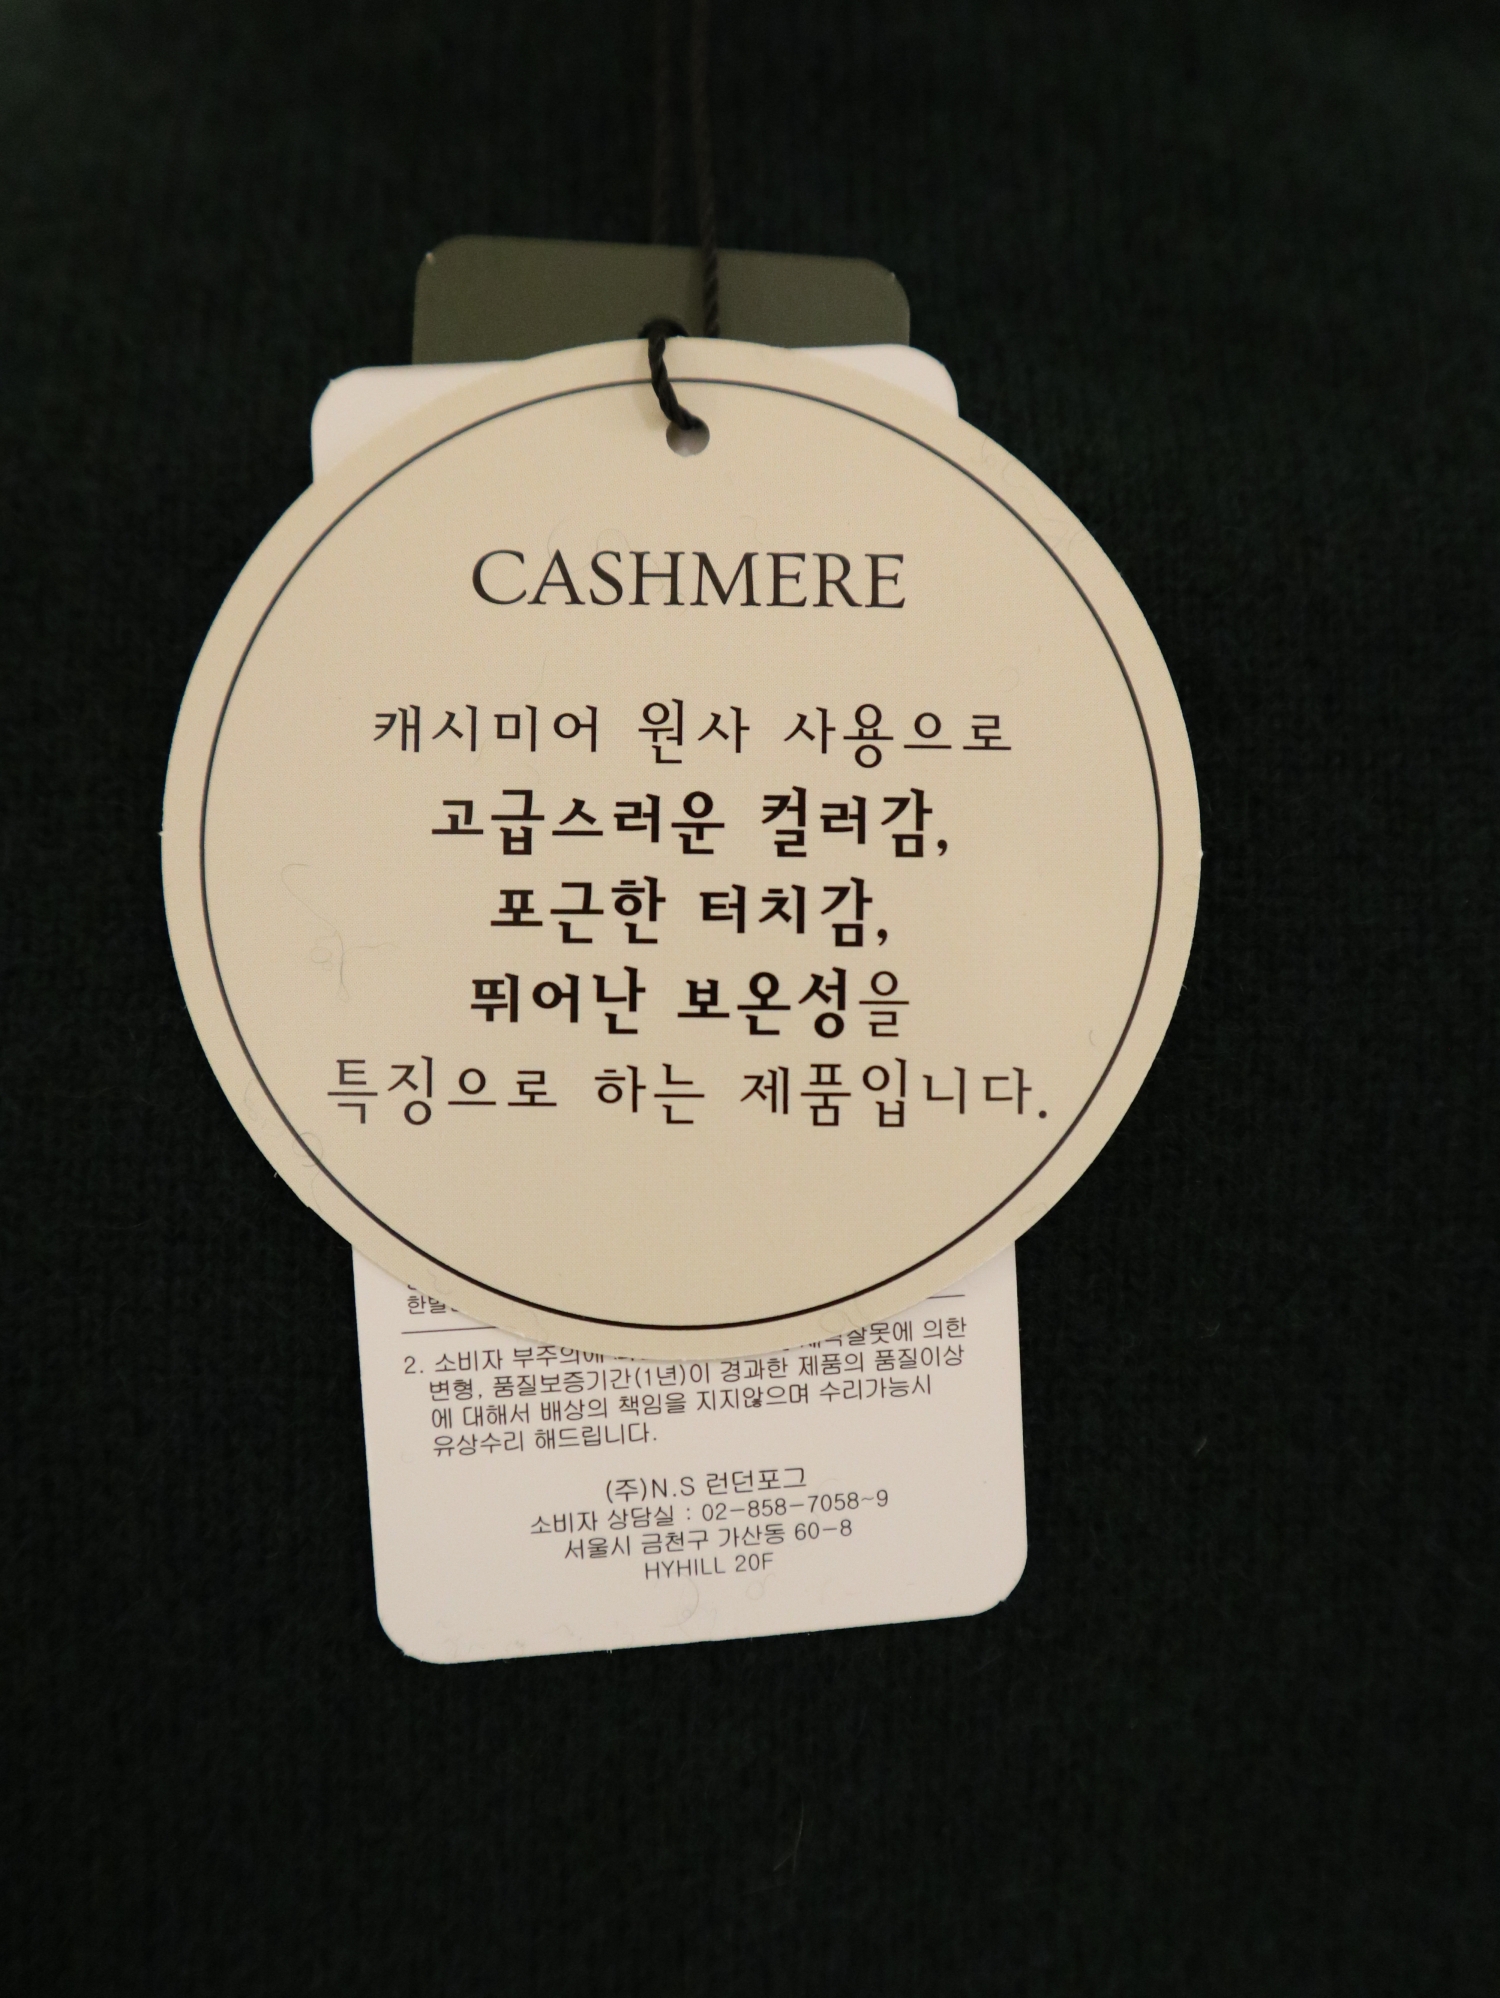 CASHMERE
캐시미어 원사 사용으로
고급스러운 컬러감,
포근한 터치감,
뛰어난 보온성을
특징으로 하는 제품입니다.
2. 소비자 부주의에 의한
변형, 품질보증기간(1년)이 경과한 제품의 품질이상
에 대해서 배상의 책임을 지지않으며 수리가능시
유상수리 해드립니다.
(주)N.S 런던포그
소비자 상담실 : 02-858-7058~9
서울시 금천구 가산동 60-8
HYHILL 20F